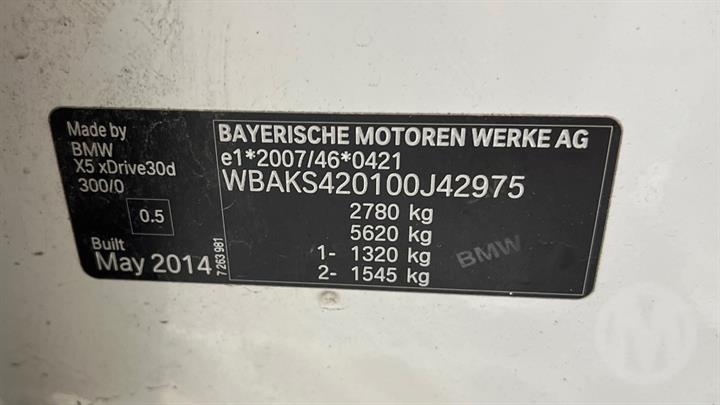 Made by
BMW
X5 xDrive30d
300/0
0.5
Built
May 2014
7 263 981
BAYERISCHE MOTOREN WERKE AG
e1*2007/46*0421
WBAKS420100J42975
2780 kg
5620 kg
1- 1320 kg
2- 1545 kg
BMW
M